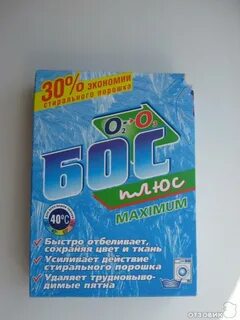 30% экономии
стирального порошка
O₂+O₂
БОС
плюс
MAXIMUM
40°C
Быстро отбеливает,
сохраняя цвет и ткань
Усиливает действие
стирального порошка
Удаляет трудновыво-
димые пятна
ОТЗОВИК